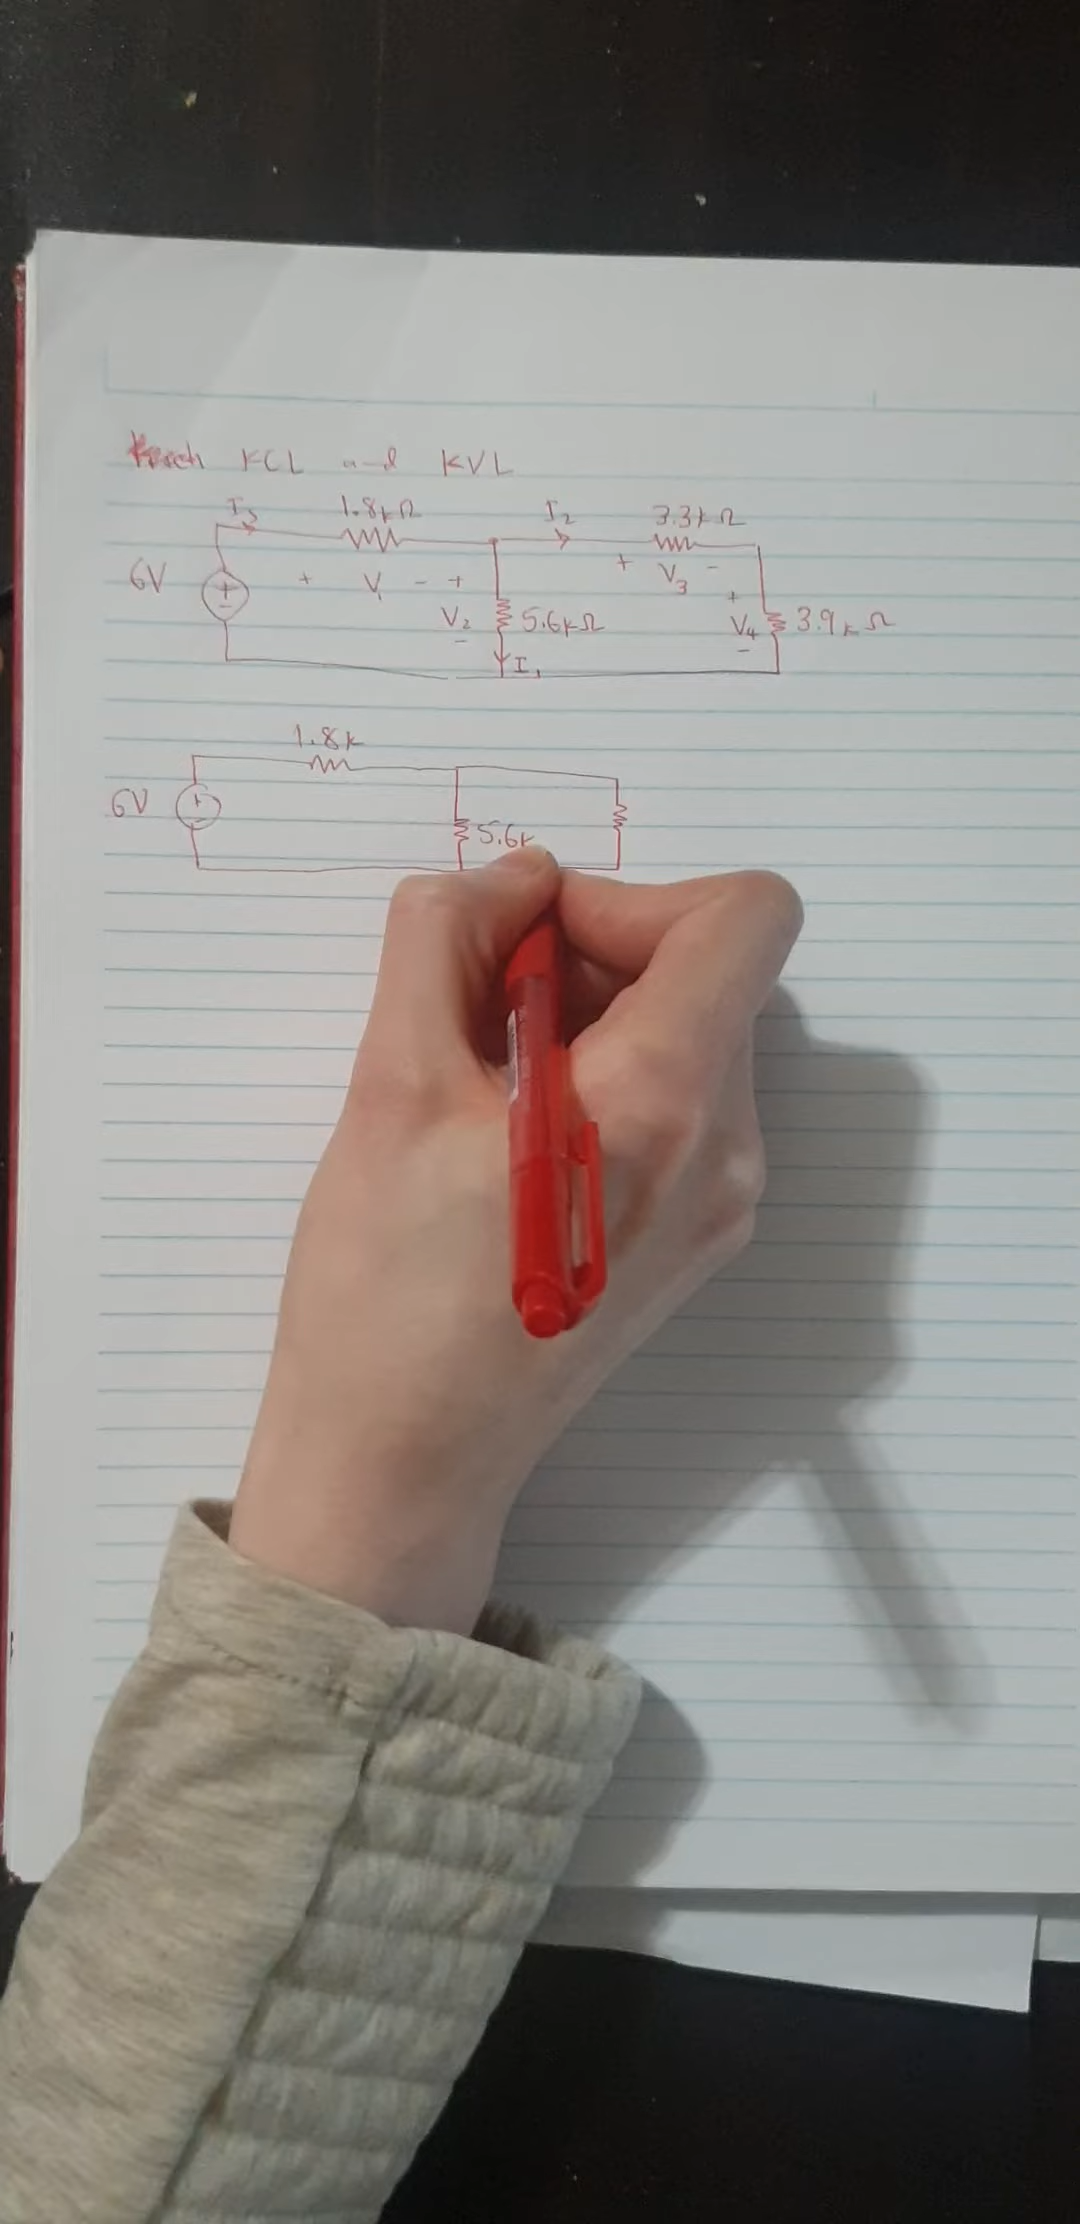 KCL and KVL
Is 1.8kΩ I2 3.3kΩ
6V + - + V1 - + + V3 - +
V2 - 5.6kΩ V4 - 3.9kΩ
I1
1.8k
6V + - 5.6k